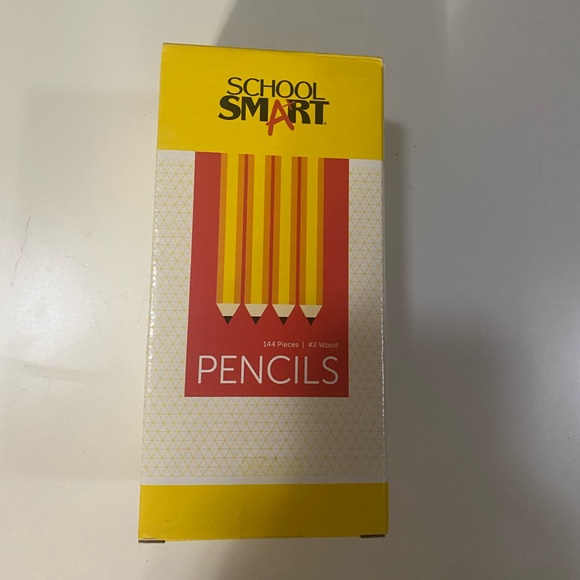 SCHOOL
SMART
144 Pieces | #2 Wood
PENCILS